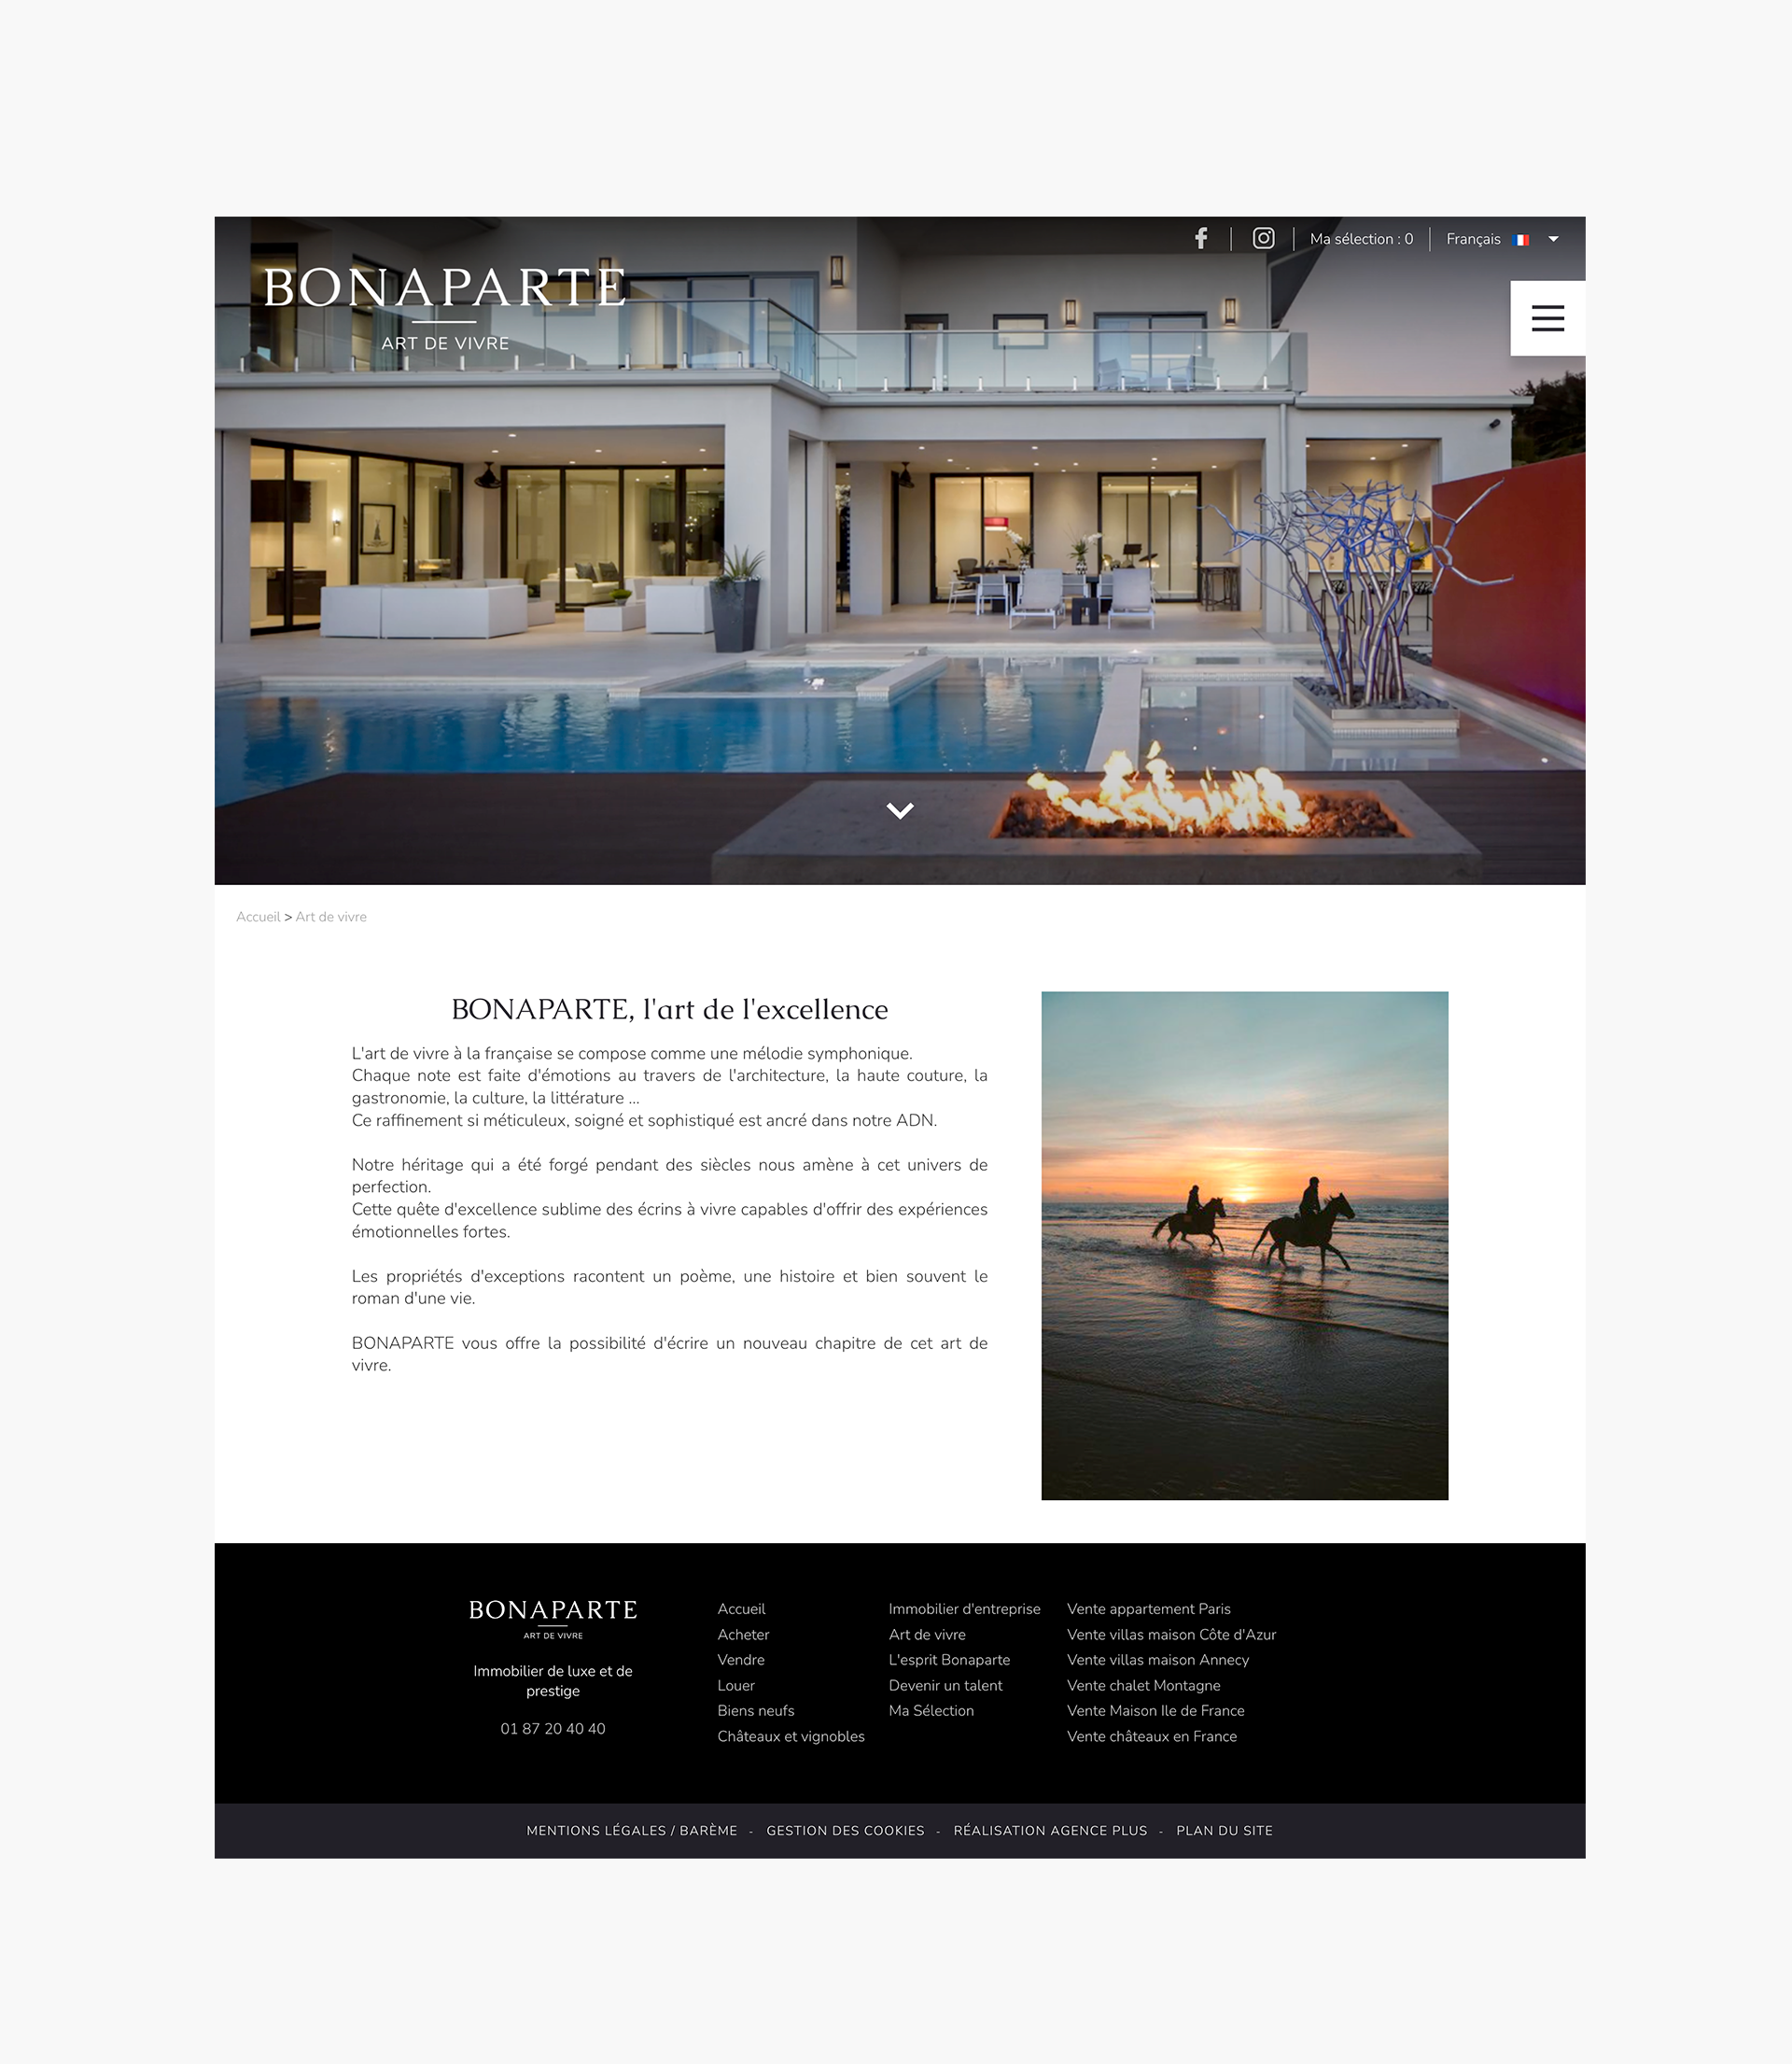 Ma sélection : 0
Français
BONAPARTE
ART DE VIVRE
Accueil > Art de vivre
BONAPARTE, l'art de l'excellence
L'art de vivre à la française se compose comme une mélodie symphonique.
Chaque note est faite d'émotions au travers de l'architecture, la haute couture, la
gastronomie, la culture, la littérature ...
Ce raffinement si méticuleux, soigné et sophistiqué est ancré dans notre ADN.
Notre héritage qui a été forgé pendant des siècles nous amène à cet univers de
perfection.
Cette quête d'excellence sublime des écrins à vivre capables d'offrir des expériences
émotionnelles fortes.
Les propriétés d'exceptions racontent un poème, une histoire et bien souvent le
roman d'une vie.
BONAPARTE vous offre la possibilité d'écrire un nouveau chapitre de cet art de
vivre.
BONAPARTE
ART DE VIVRE
Immobilier de luxe et de
prestige
01 87 20 40 40
Accueil
Acheter
Vendre
Louer
Biens neufs
Châteaux et vignobles
Immobilier d'entreprise
Art de vivre
L'esprit Bonaparte
Devenir un talent
Ma Sélection
Vente appartement Paris
Vente villas maison Côte d'Azur
Vente villas maison Annecy
Vente chalet Montagne
Vente Maison Ile de France
Vente châteaux en France
MENTIONS LÉGALES / BARÈME - GESTION DES COOKIES - RÉALISATION AGENCE PLUS - PLAN DU SITE